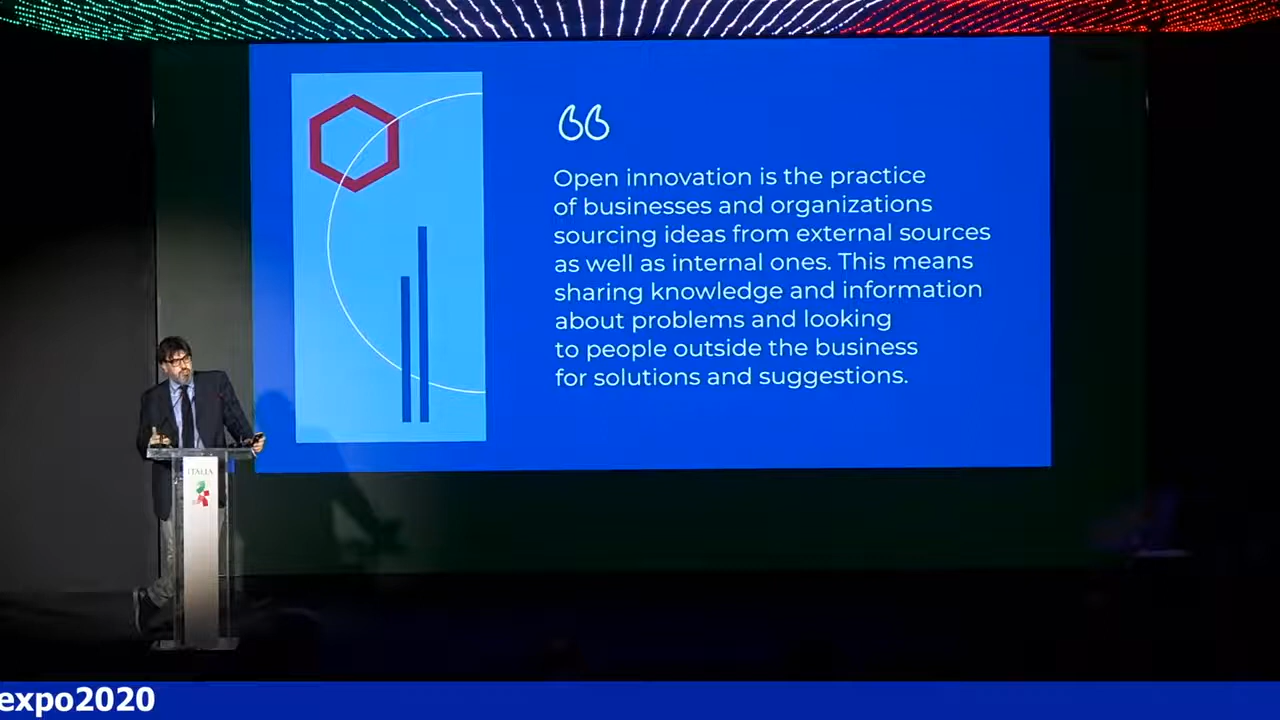 Open innovation is the practice
of businesses and organizations
sourcing ideas from external sources
as well as internal ones. This means
sharing knowledge and information
about problems and looking
to people outside the business
for solutions and suggestions.
ITALIA
expo2020